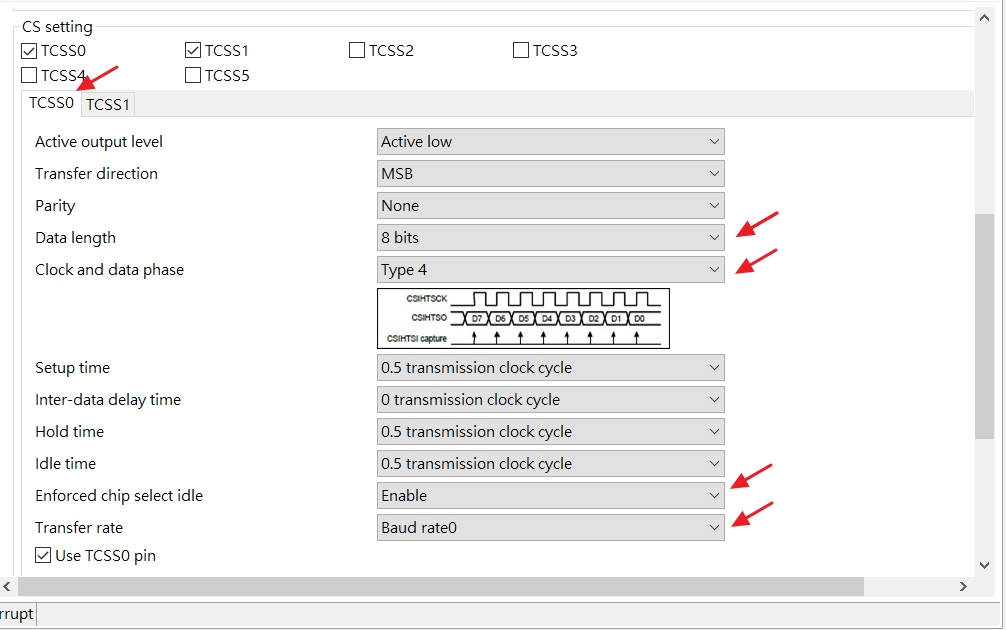 CS setting
TCSS0 TCSS1 TCSS2 TCSS3
TCSS4 TCSS5
TCSS0 TCSS1
Active output level Active low
Transfer direction MSB
Parity None
Data length 8 bits
Clock and data phase Type 4
CSIHTSCK
CSIHTSO D7 D6 D5 D4 D3 D2 D1 D0
CSIHTSI capture
Setup time 0.5 transmission clock cycle
Inter-data delay time 0 transmission clock cycle
Hold time 0.5 transmission clock cycle
Idle time 0.5 transmission clock cycle
Enforced chip select idle Enable
Transfer rate Baud rate0
Use TCSS0 pin
rrupt